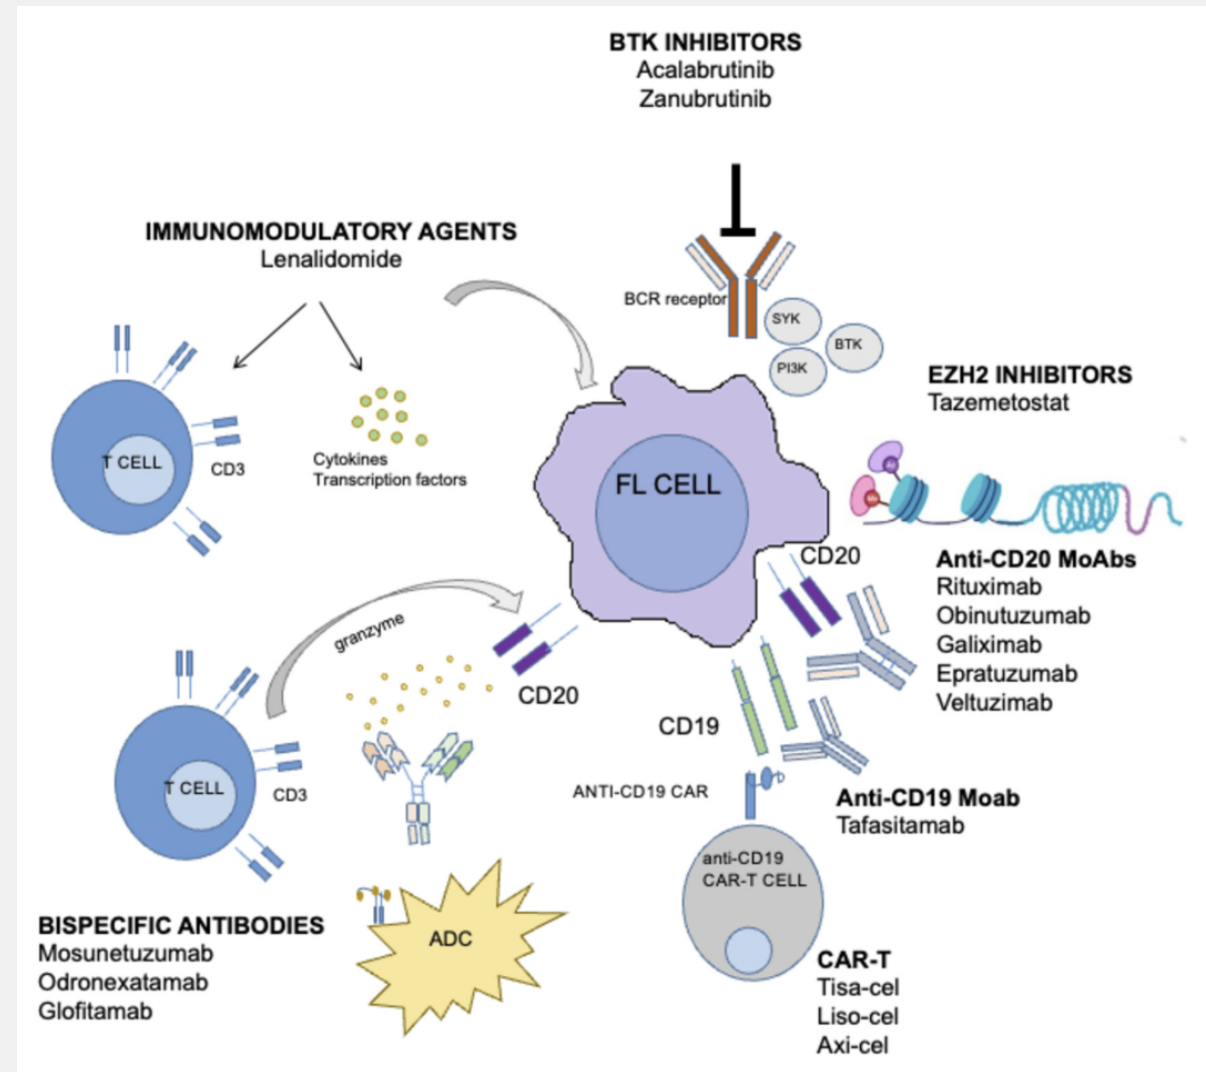 BTK INHIBITORS
Acalabrutinib
Zanubrutinib
IMMUNOMODULATORY AGENTS
Lenalidomide
BCR receptor
SYK
BTK
PI3K
EZH2 INHIBITORS
Tazemetostat
T CELL
CD3
Cytokines
Transcription factors
FL CELL
CD20
Anti-CD20 MoAbs
Rituximab
Obinutuzumab
Galiximab
Epratuzumab
Veltuzimab
granzyme
CD20
CD19
T CELL
CD3
ANTI-CD19 CAR
Anti-CD19 Moab
Tafasitamab
anti-CD19
CAR-T CELL
BISPECIFIC ANTIBODIES
Mosunetuzumab
Odronexatamab
Glofitamab
ADC
CAR-T
Tisa-cel
Liso-cel
Axi-cel